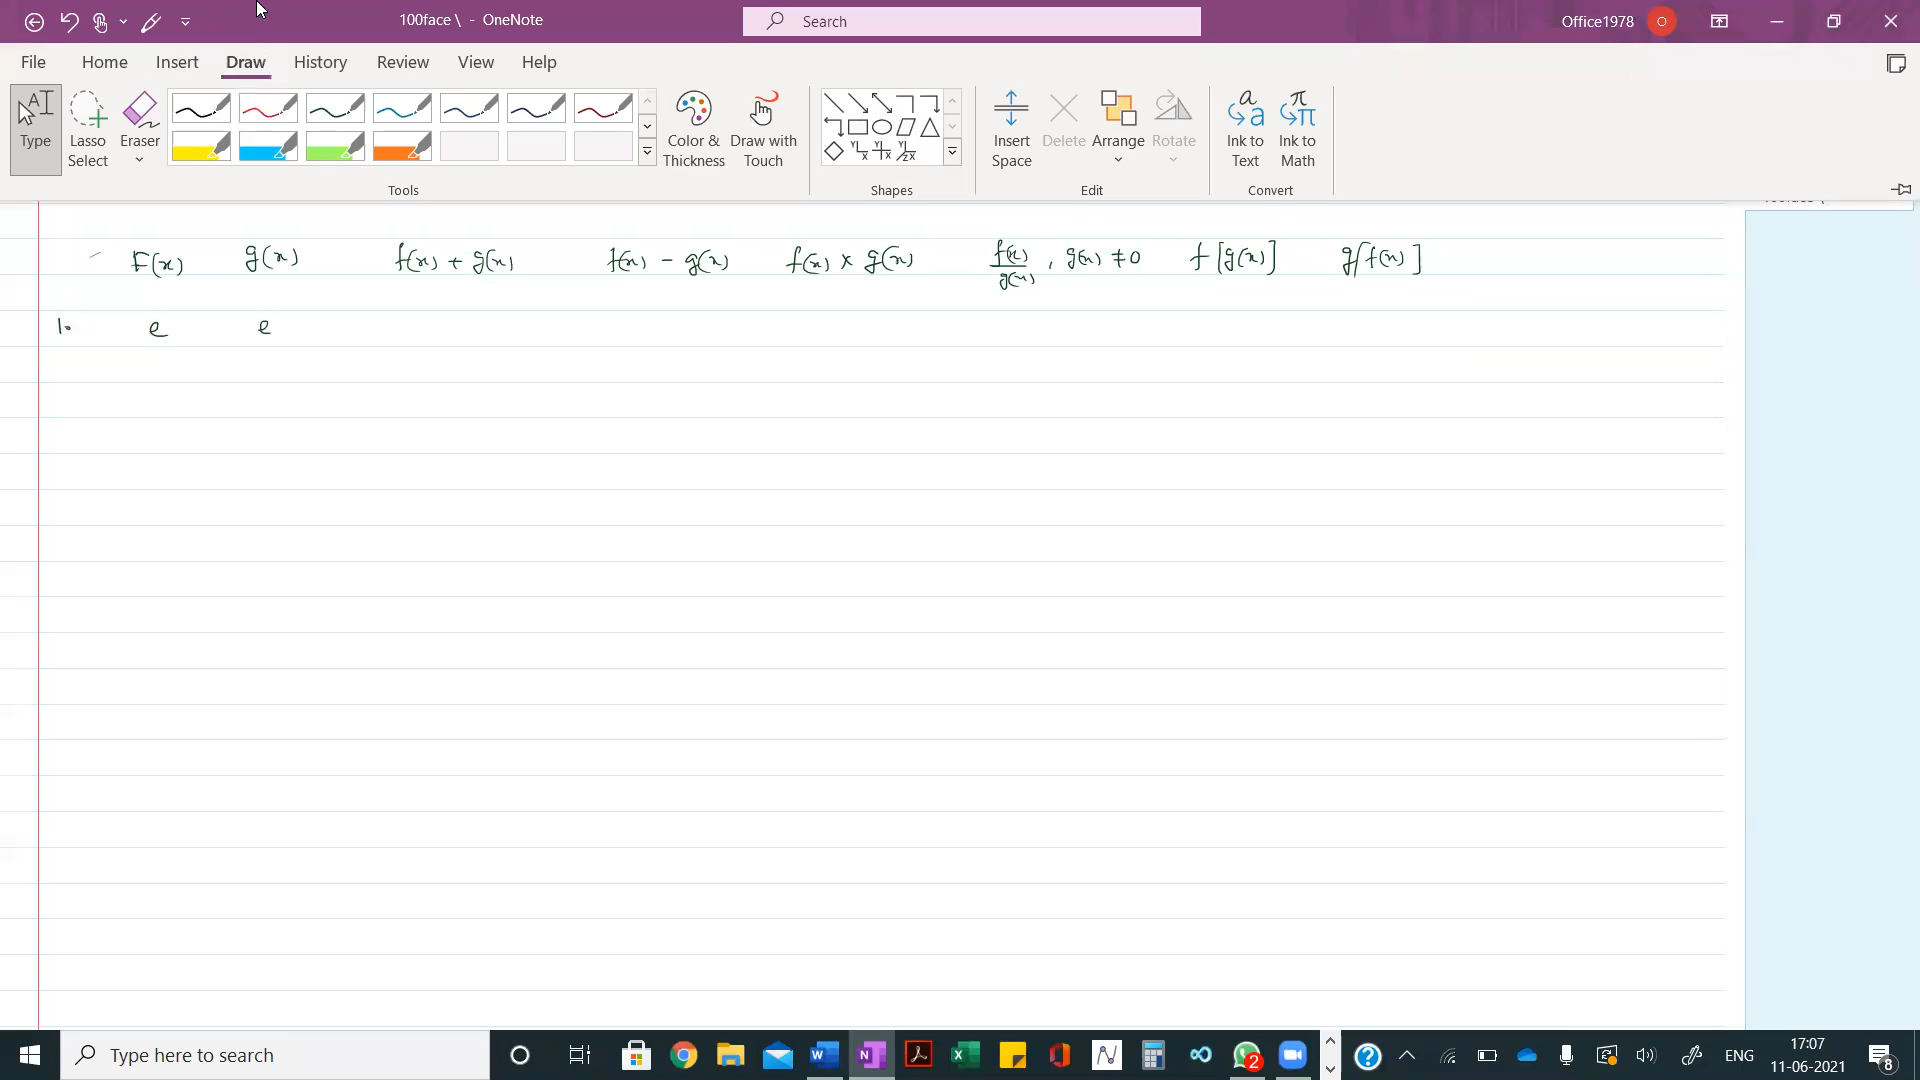 100face \ - OneNote
Search
Office1978
O
File Home Insert Draw History Review View Help
Type
Lasso Select
Eraser
Color & Thickness
Draw with Touch
Insert Space
Delete
Arrange
Rotate
Ink to Text
Ink to Math
Tools
Shapes
Edit
Convert
F(x) g(x) f(x) + g(x) f(x) - g(x) f(x) × g(x) f(x)/g(x) , g(x) ≠ 0 f[g(x)] g[f(x)]
1. e e
Type here to search
2
ENG
17:07
11-06-2021
8